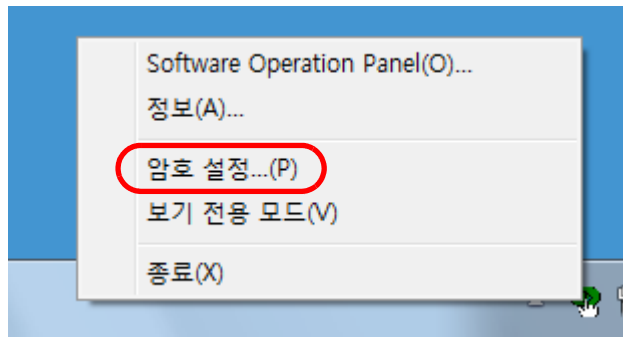 Software Operation Panel(O)...
정보(A)...
암호 설정...(P)
보기 전용 모드(V)
종료(X)